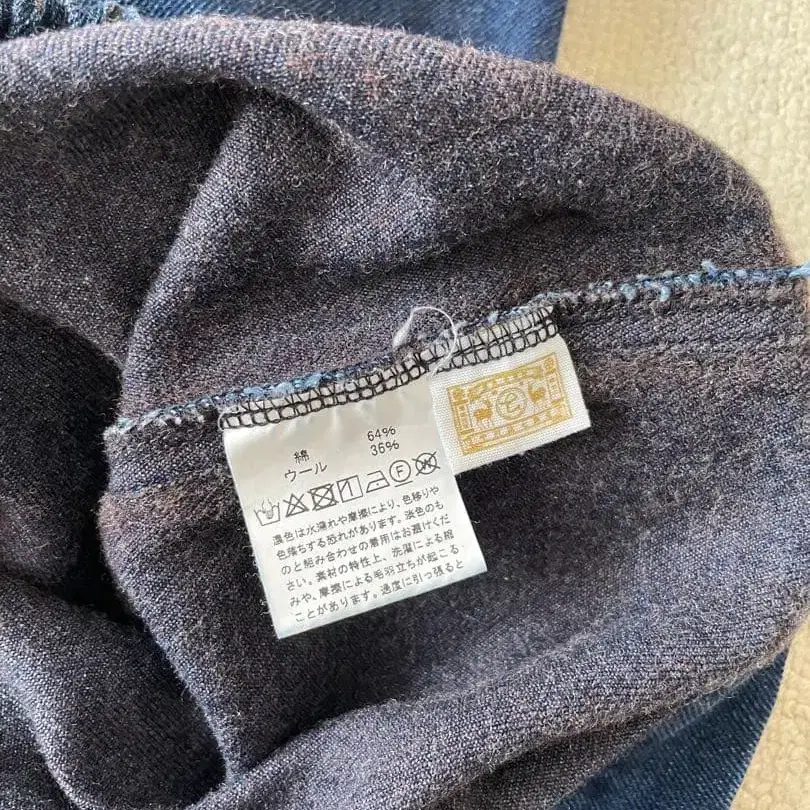 綿 64%
ウール 36%
濃色は水濡れや摩擦により、色移りや
色落ちする恐れがあります。淡色のも
のと組み合わせの着用はお避けくだ
さい。素材の特性上、洗濯による縮
みや、摩擦による毛羽立ちが起こる
ことがあります。過度に引っ張ると